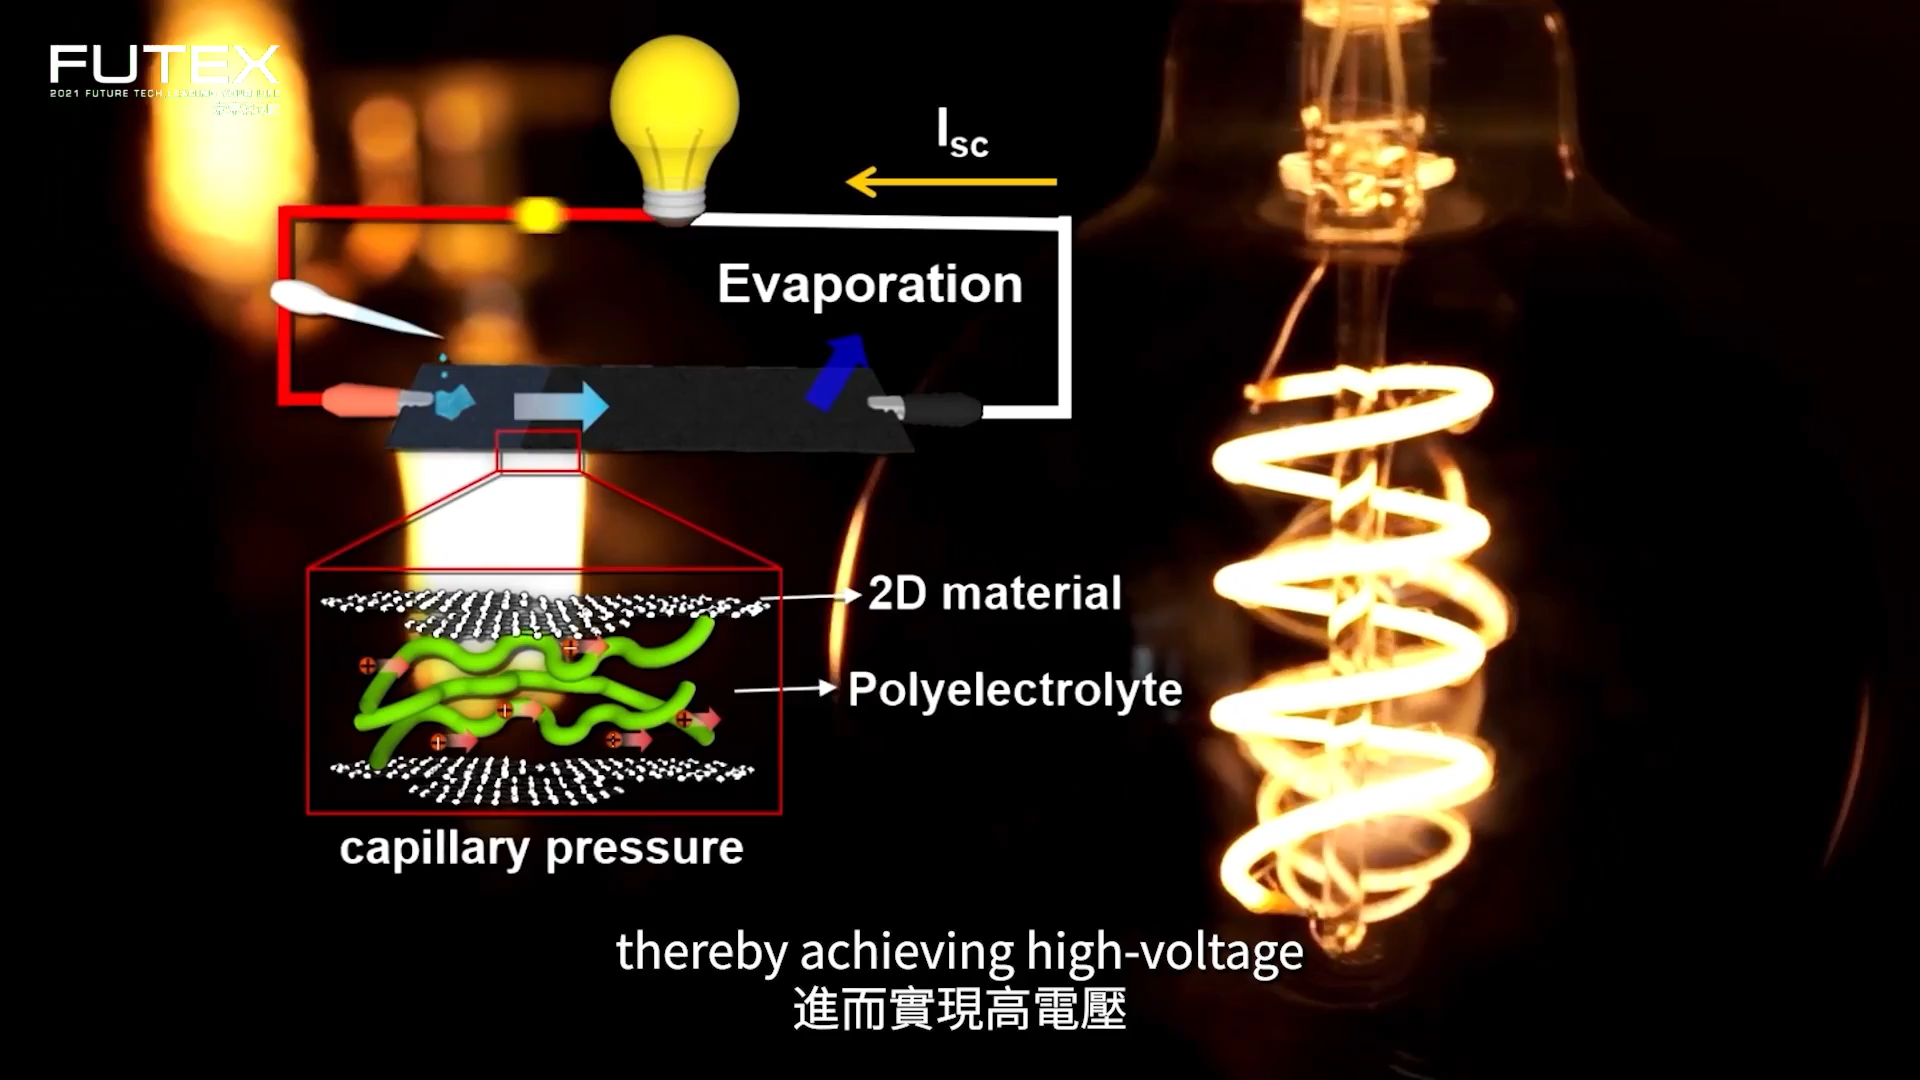 FUTEX
2021 FUTURE TECH
I_sc
Evaporation
2D material
Polyelectrolyte
capillary pressure
thereby achieving high-voltage
進而實現高電壓